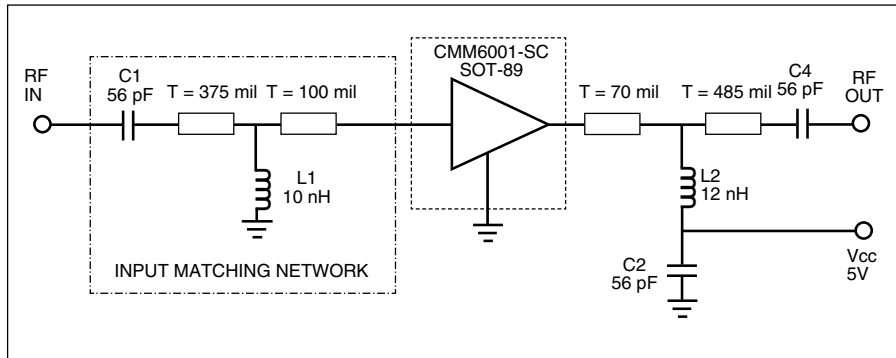 CMM6001-SC
SOT-89
RF
IN
C1
56 pF
T = 375 mil
T = 100 mil
T = 70 mil
T = 485 mil
C4
56 pF
RF
OUT
L1
10 nH
L2
12 nH
INPUT MATCHING NETWORK
C2
56 pF
Vcc
5V